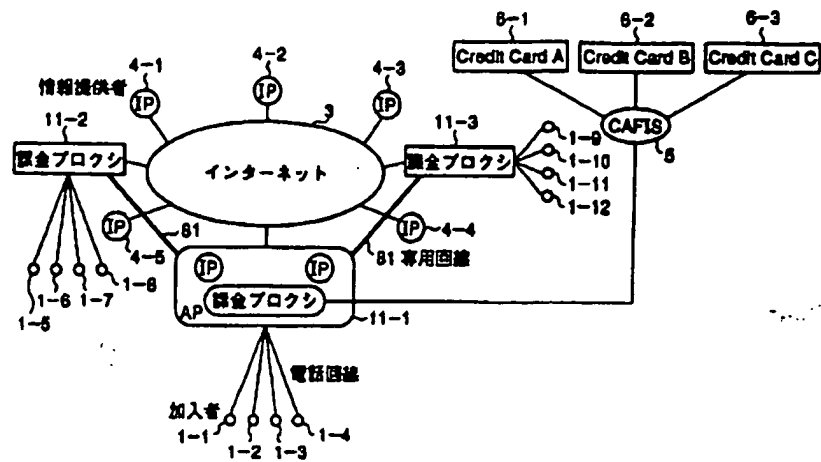 6-1
6-2
6-3
Credit Card A
Credit Card B
Credit Card C
4-1
4-2
4-3
情報提供者
IP
IP
IP
3
11-2
11-3
CAFIS
5
課金プロクシ
インターネット
課金プロクシ
1-9
1-10
1-11
1-12
IP
81
IP
4-4
4-5
81 専用回線
1-5
1-6
1-7
1-8
IP
IP
課金プロクシ
AP
11-1
電話回線
加入者
1-1
1-2
1-3
1-4